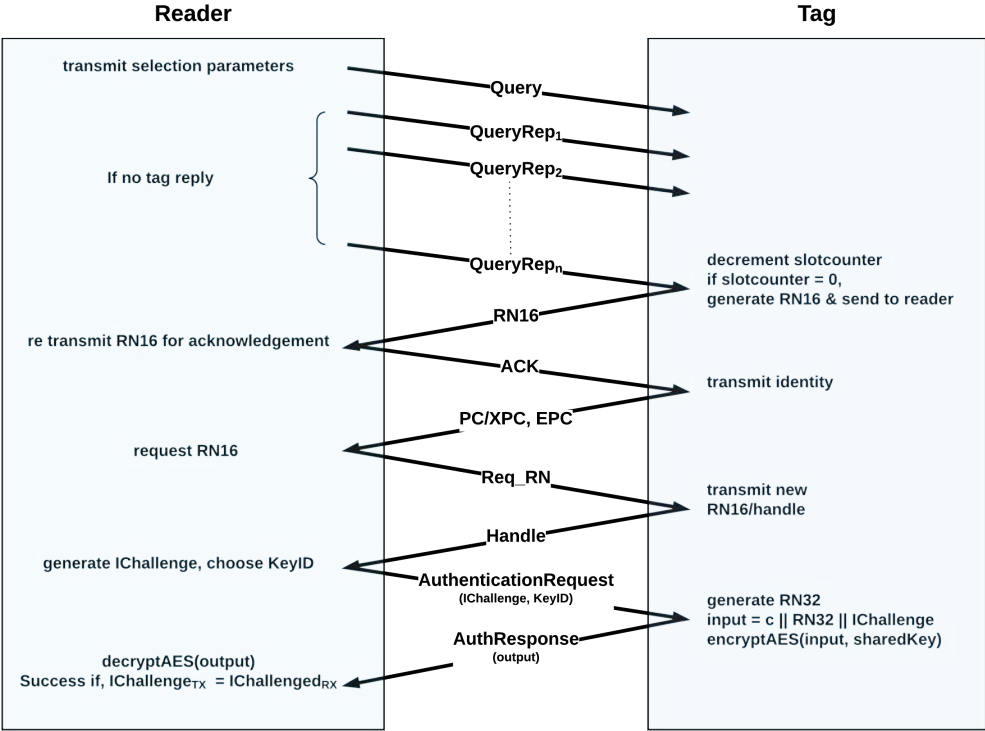 Reader
Tag
transmit selection parameters
Query
QueryRep1
QueryRep2
If no tag reply
QueryRepn
decrement slotcounter
if slotcounter = 0,
generate RN16 & send to reader
RN16
re transmit RN16 for acknowledgement
ACK
transmit identity
PC/XPC, EPC
request RN16
Req_RN
transmit new
RN16/handle
Handle
generate IChallenge, choose KeyID
AuthenticationRequest
(IChallenge, KeyID)
generate RN32
input = c || RN32 || IChallenge
encryptAES(input, sharedKey)
AuthResponse
(output)
decryptAES(output)
Success if, IChallengeTX = IChallengedRX